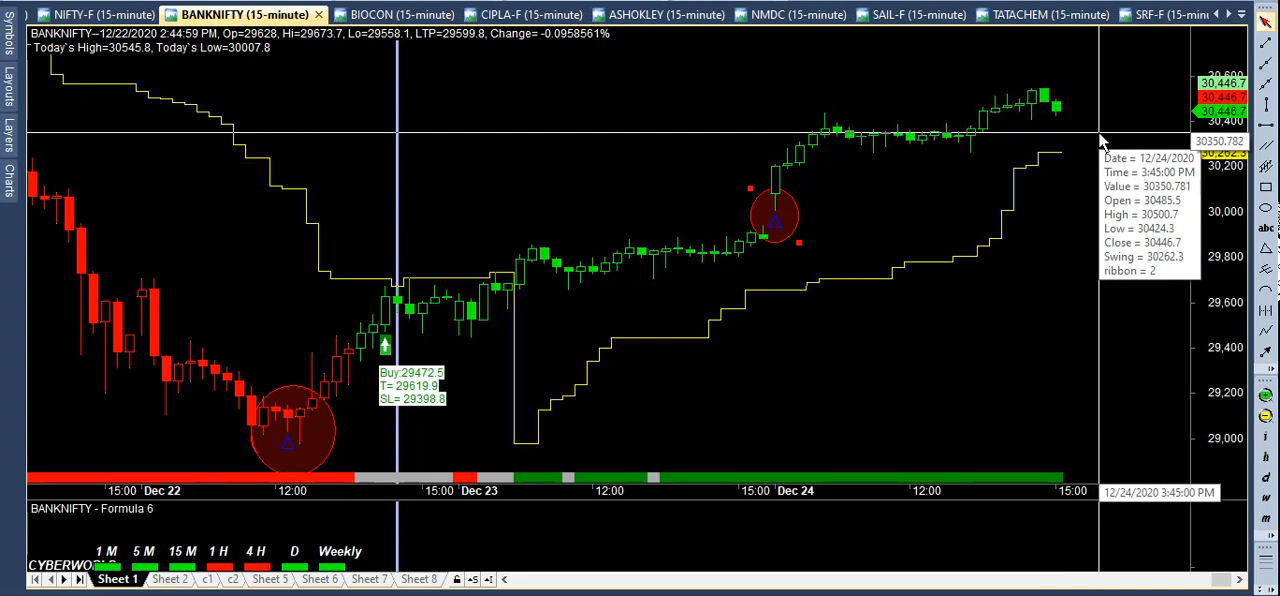 NIFTY-F (15-minute) BANKNIFTY (15-minute) BIOCON (15-minute) CIPLA-F (15-minute) ASHOKLEY (15-minute) NMDC (15-minute) SAIL-F (15-minute) TATACHEM (15-minute) SRF-F (15-minu
BANKNIFTY--12/22/2020 2:44:59 PM, Op=29628, Hi=29673.7, Lo=29558.1, LTP=29599.8, Change= -0.0958561%
Today`s High=30545.8, Today`s Low=30007.8
Symbols
Layouts
Layers
Charts
30,600
30,446.7
30,446.7
30,446.7
30,400
30350.782
30,262.3
30,200
30,000
29,800
29,600
29,400
29,200
29,000
Date = 12/24/2020
Time = 3:45:00 PM
Value = 30350.781
Open = 30485.5
High = 30500.7
Low = 30424.3
Close = 30446.7
Swing = 30262.3
ribbon = 2
Buy:29472.5
T= 29619.9
SL= 29398.8
15:00 Dec 22 12:00 15:00 Dec 23 12:00 15:00 Dec 24 12:00 15:00 12/24/2020 3:45:00 PM
BANKNIFTY - Formula 6
1 M 5 M 15 M 1 H 4 H D Weekly
Sheet 1 Sheet 2 c1 c2 Sheet 5 Sheet 6 Sheet 7 Sheet 8
abc
i
h
d
w
m